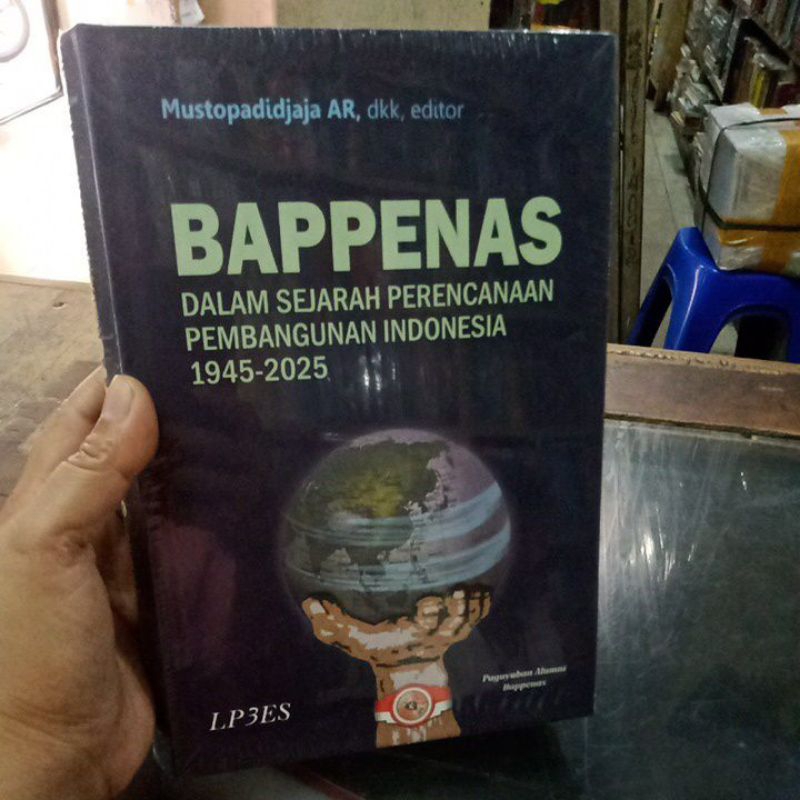 Mustopadidjaja AR, dkk, editor
BAPPENAS
DALAM SEJARAH PERENCANAAN
PEMBANGUNAN INDONESIA
1945-2025
Paguyuban Alumni
Bappenas
LP3ES